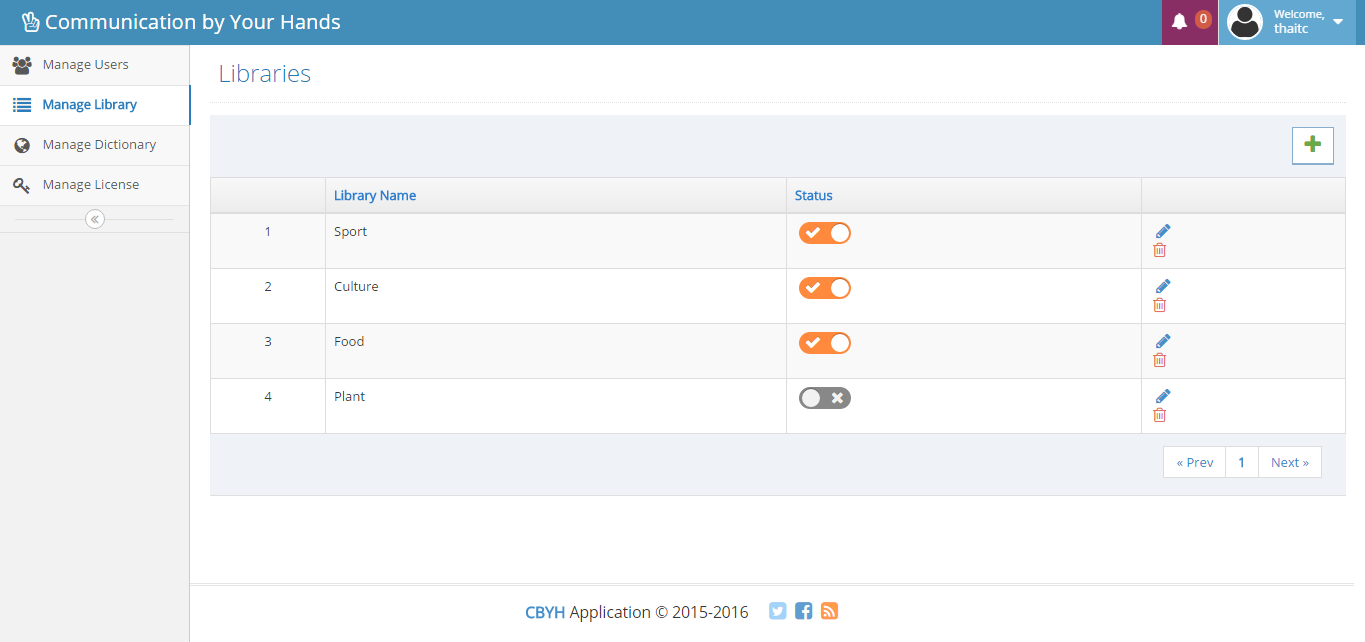 Communication by Your Hands
0
Welcome,
thaitc
Manage Users
Manage Library
Manage Dictionary
Manage License
«
Libraries
Library Name Status
1 Sport
2 Culture
3 Food
4 Plant
« Prev 1 Next »
CBYH Application © 2015-2016